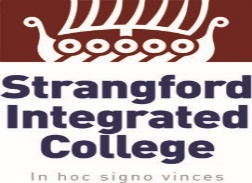 Strangford
Integrated
College
In hoc signo vinces